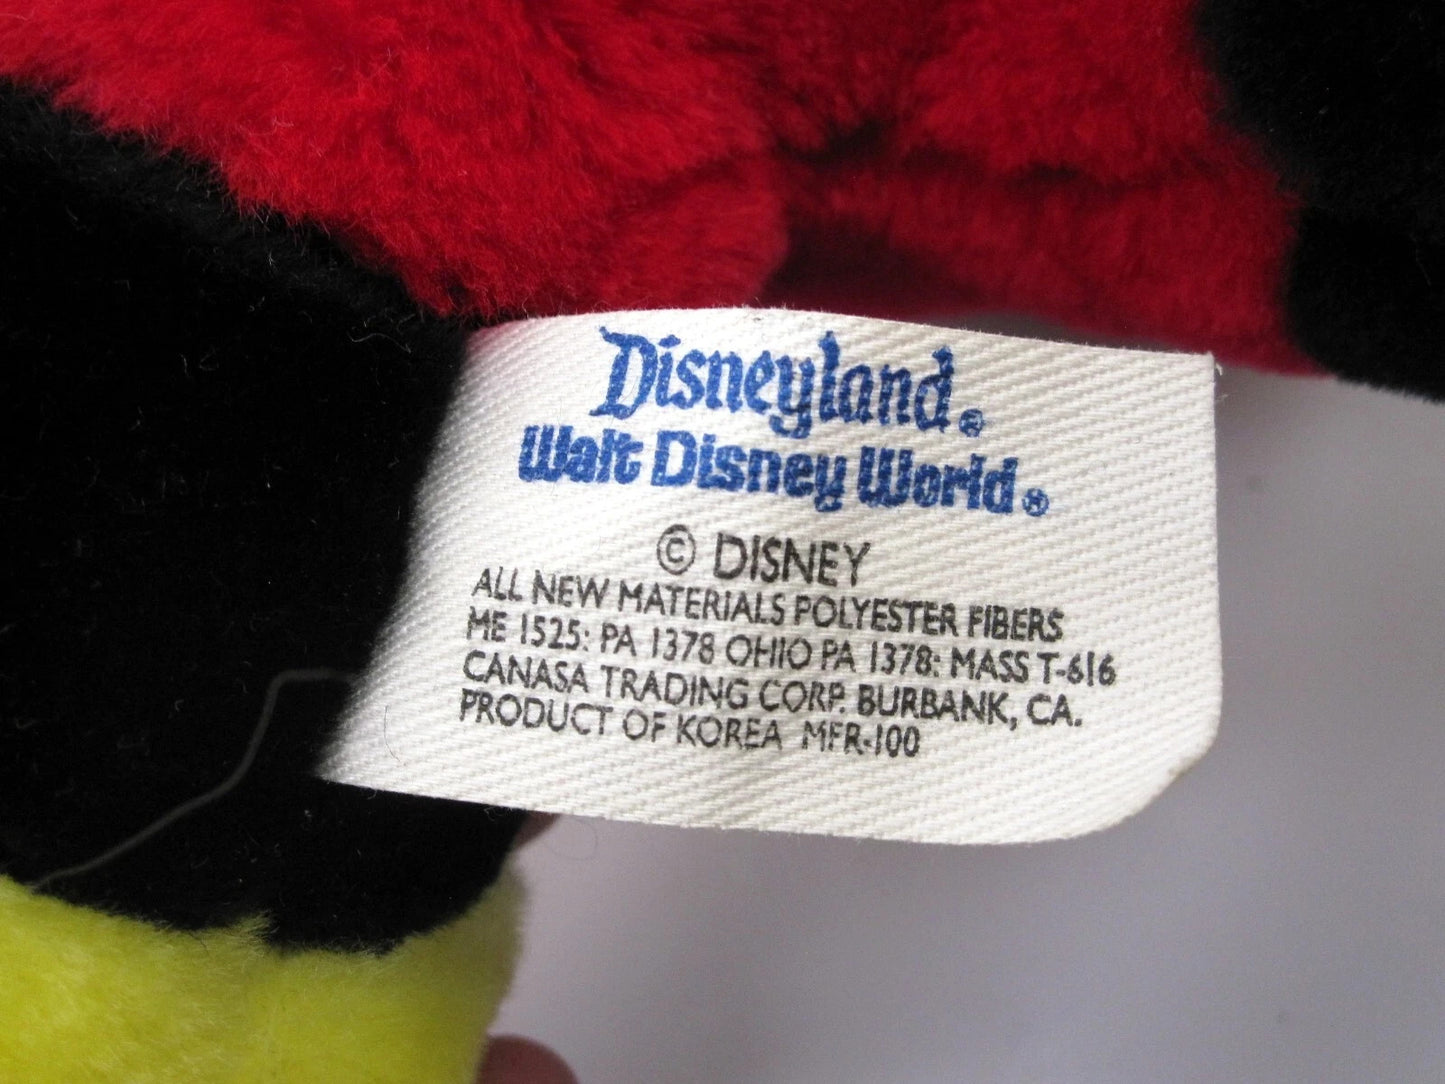 Disneyland®
Walt Disney World®
© DISNEY
ALL NEW MATERIALS POLYESTER FIBERS
ME 1525: PA 1378 OHIO PA 1378: MASS T-616
CANASA TRADING CORP. BURBANK, CA.
PRODUCT OF KOREA MFR-100